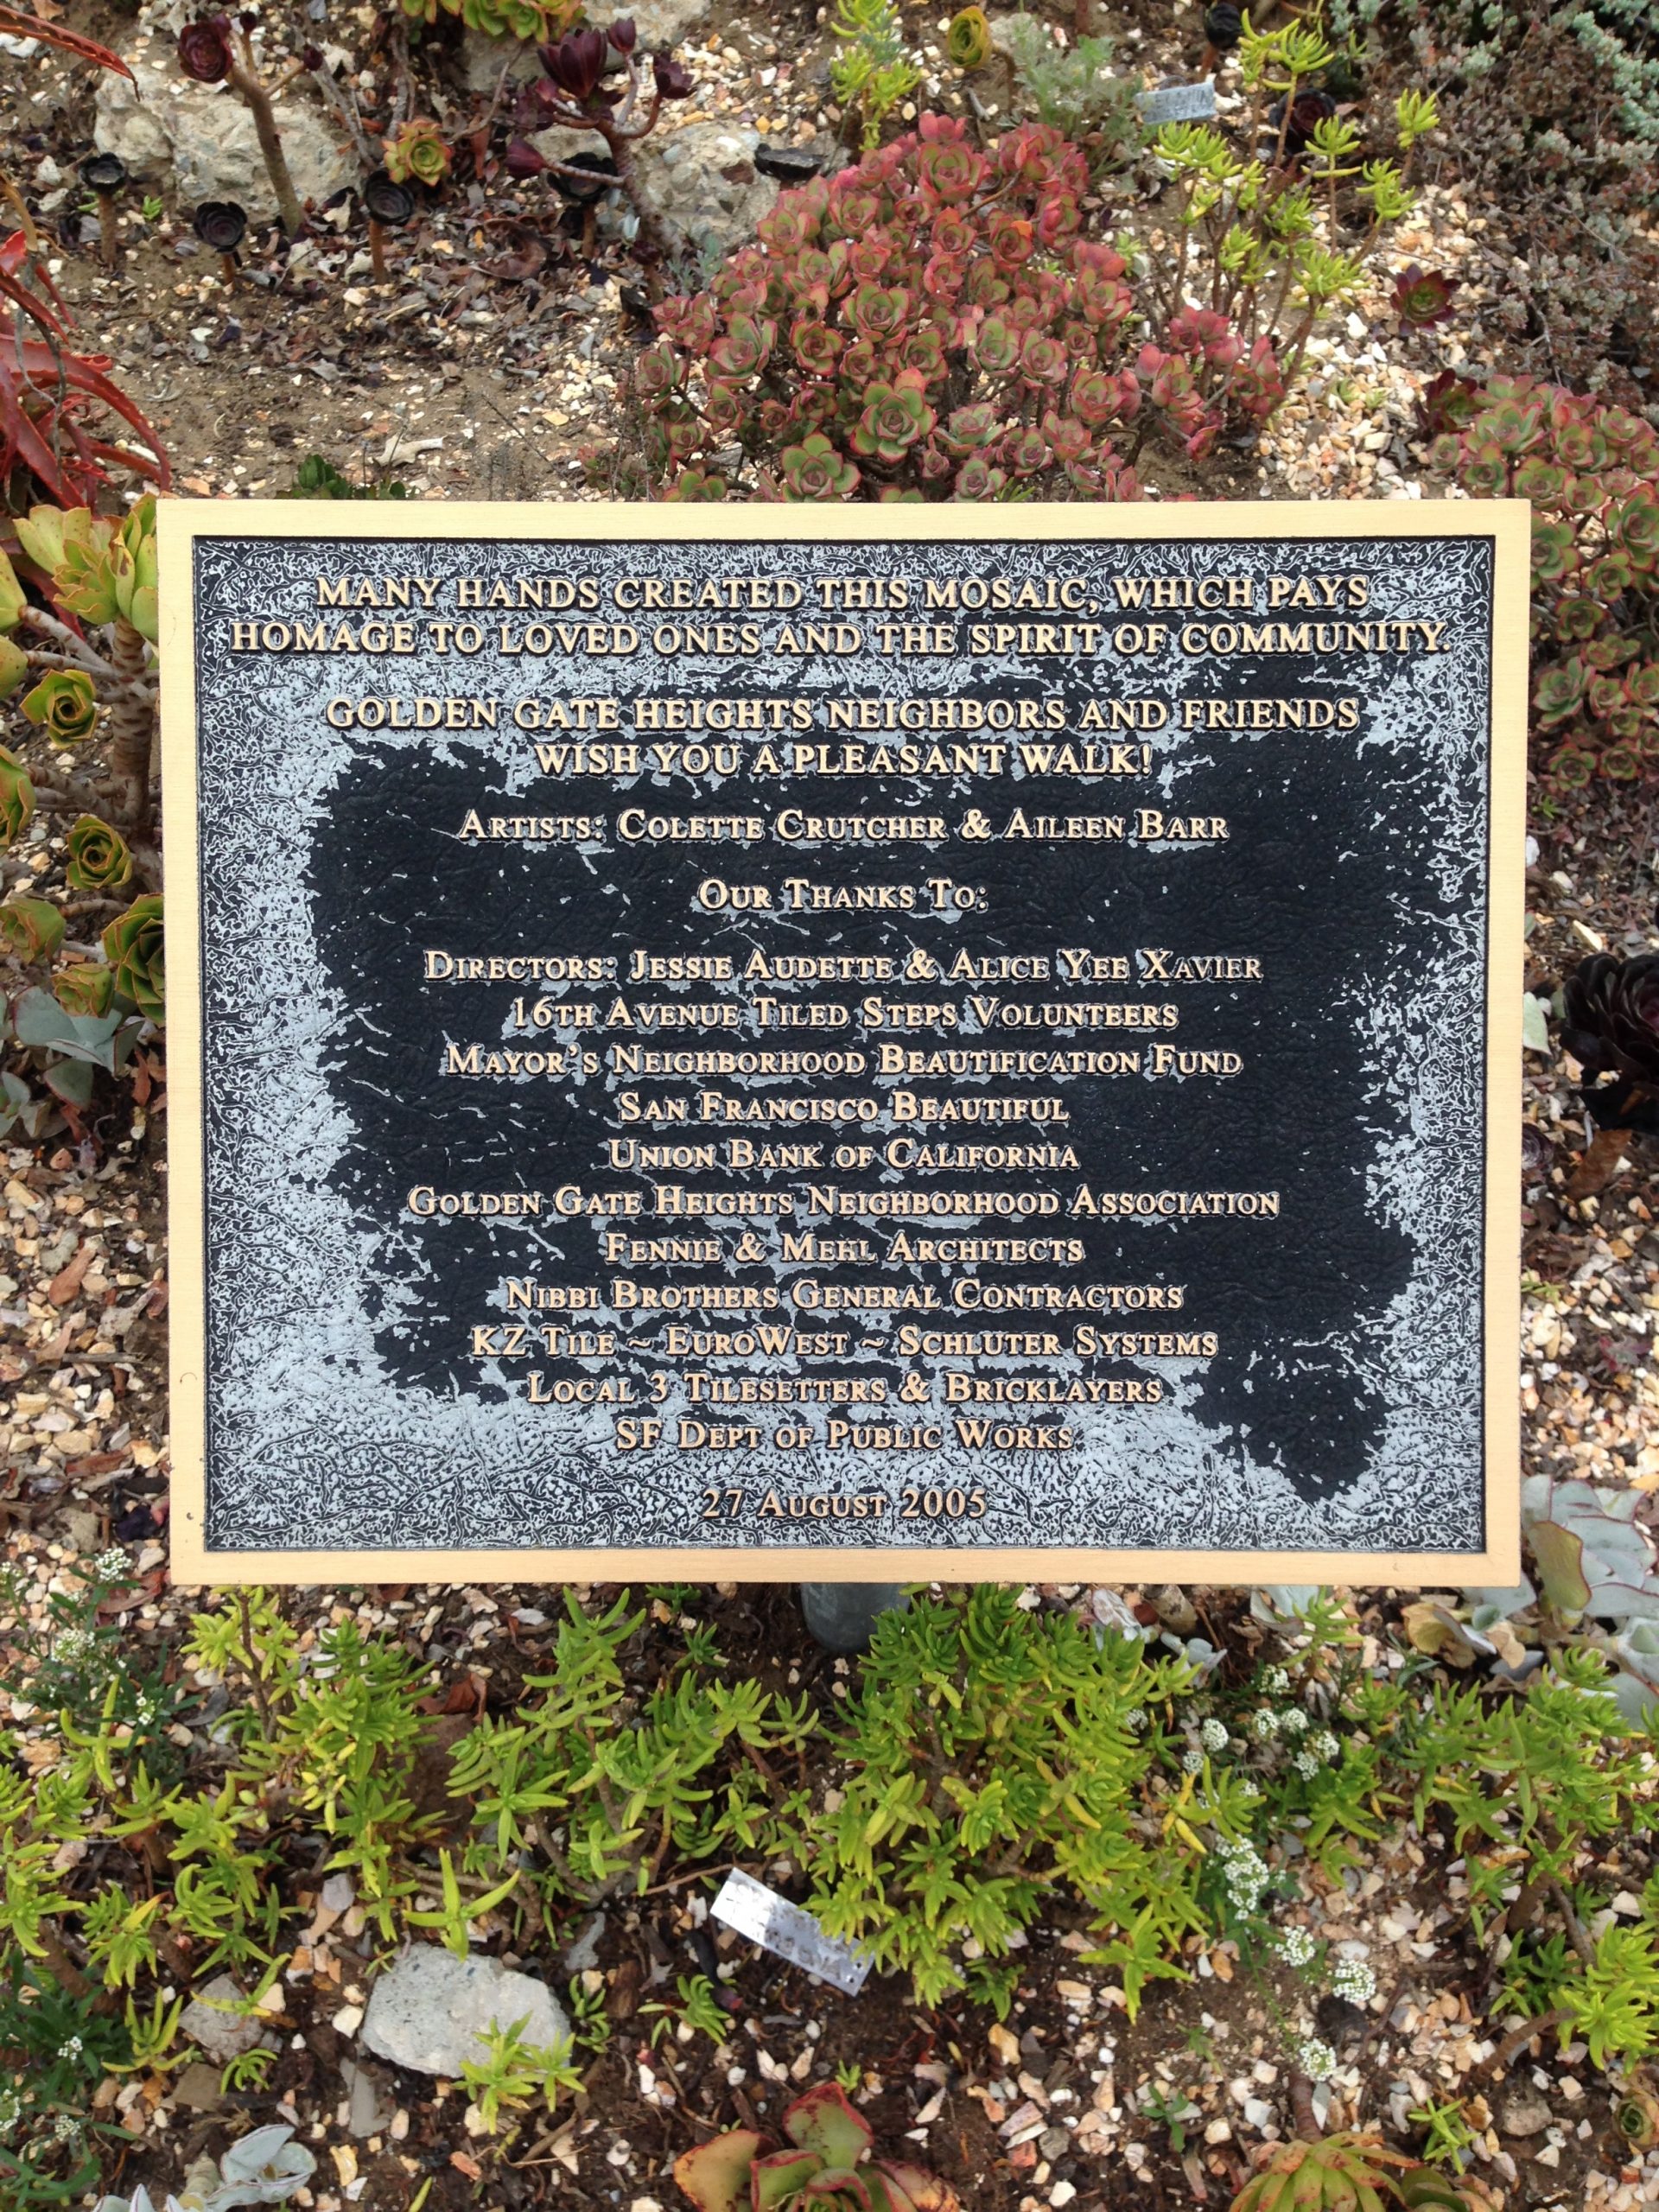 MANY HANDS CREATED THIS MOSAIC, WHICH PAYS
HOMAGE TO LOVED ONES AND THE SPIRIT OF COMMUNITY.
GOLDEN GATE HEIGHTS NEIGHBORS AND FRIENDS
WISH YOU A PLEASANT WALK!
ARTISTS: COLETTE CRUTCHER & AILEEN BARR
OUR THANKS TO:
DIRECTORS: JESSIE AUDETTE & ALICE YEE XAVIER
16TH AVENUE TILED STEPS VOLUNTEERS
MAYOR'S NEIGHBORHOOD BEAUTIFICATION FUND
SAN FRANCISCO BEAUTIFUL
UNION BANK OF CALIFORNIA
GOLDEN GATE HEIGHTS NEIGHBORHOOD ASSOCIATION
FENNIE & MEHL ARCHITECTS
NIBBI BROTHERS GENERAL CONTRACTORS
KZ TILE ~ EUROWEST ~ SCHLUTER SYSTEMS
LOCAL 3 TILESETTERS & BRICKLAYERS
SF DEPT OF PUBLIC WORKS
27 AUGUST 2005